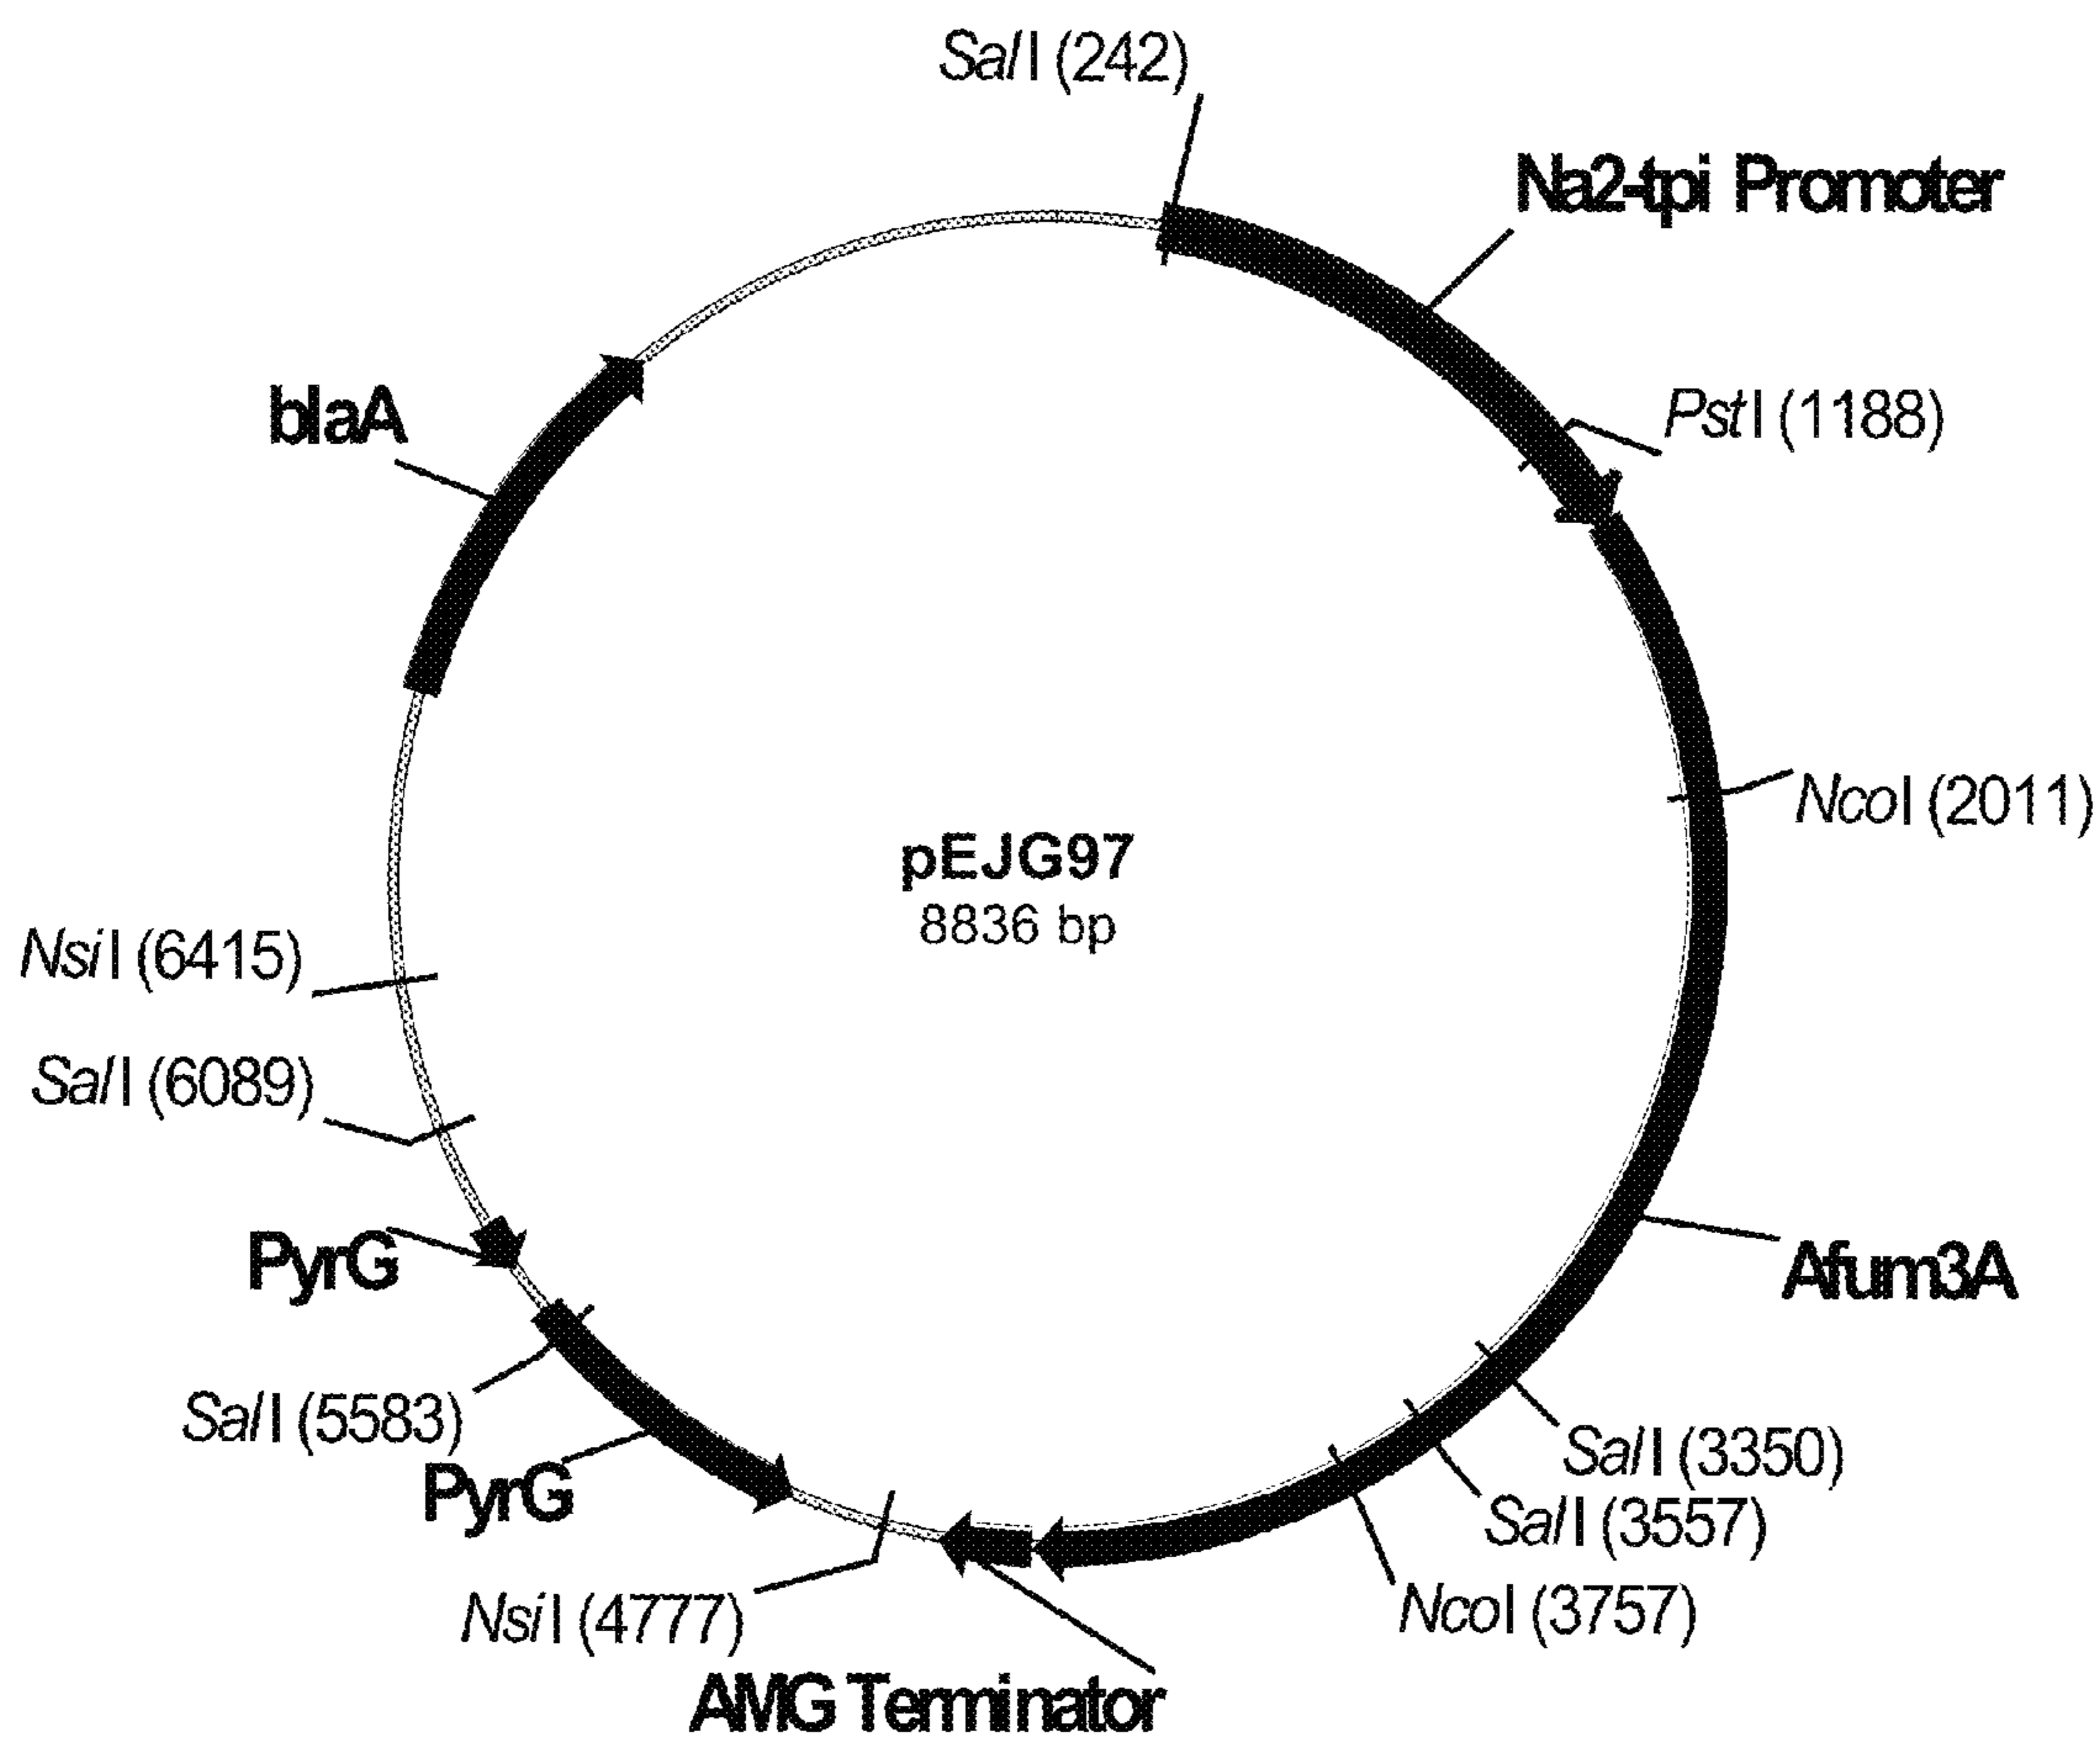 SalI (242)
Na2-tpi Promoter
blaA
PstI (1188)
NcoI (2011)
pEJG97
8836 bp
NsiI (6415)
SalI (6089)
PyrG
Afum3A
SalI (5583)
SalI (3350)
PyrG
SalI (3557)
NsiI (4777)
NcoI (3757)
AMG Terminator